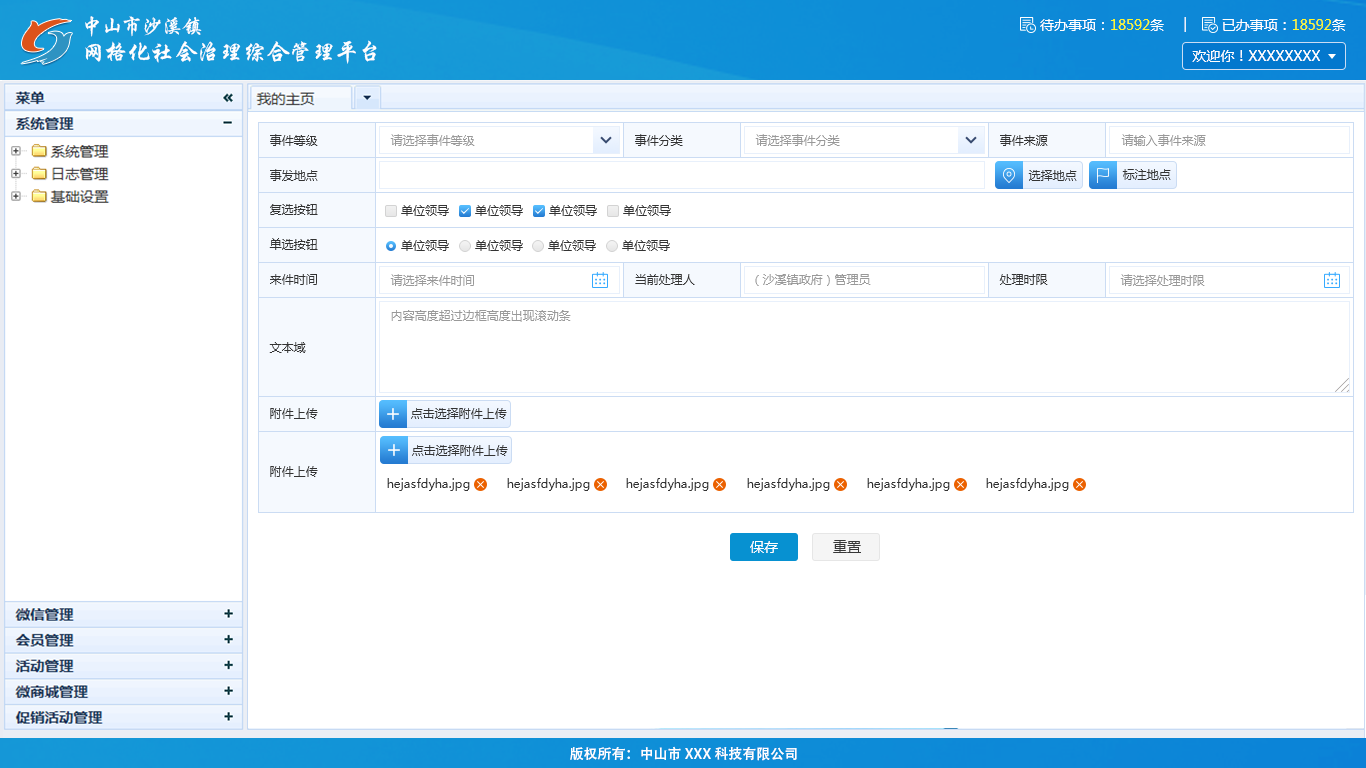 中山市沙溪镇
网格化社会治理综合管理平台
待办事项：18592条 | 已办事项：18592条
欢迎你！XXXXXXXX
菜单
系统管理
系统管理
日志管理
基础设置
微信管理
会员管理
活动管理
微商城管理
促销活动管理
我的主页
事件等级 请选择事件等级 事件分类 请选择事件分类 事件来源 请输入事件来源
事发地点 选择地点 标注地点
复选按钮 单位领导 单位领导 单位领导 单位领导
单选按钮 单位领导 单位领导 单位领导 单位领导
来件时间 请选择来件时间 当前处理人 （沙溪镇政府）管理员 处理时限 请选择处理时限
文本域 内容高度超过边框高度出现滚动条
附件上传 点击选择附件上传
附件上传 点击选择附件上传
hejasfdyha.jpg hejasfdyha.jpg hejasfdyha.jpg hejasfdyha.jpg hejasfdyha.jpg hejasfdyha.jpg
保存 重置
版权所有：中山市 XXX 科技有限公司